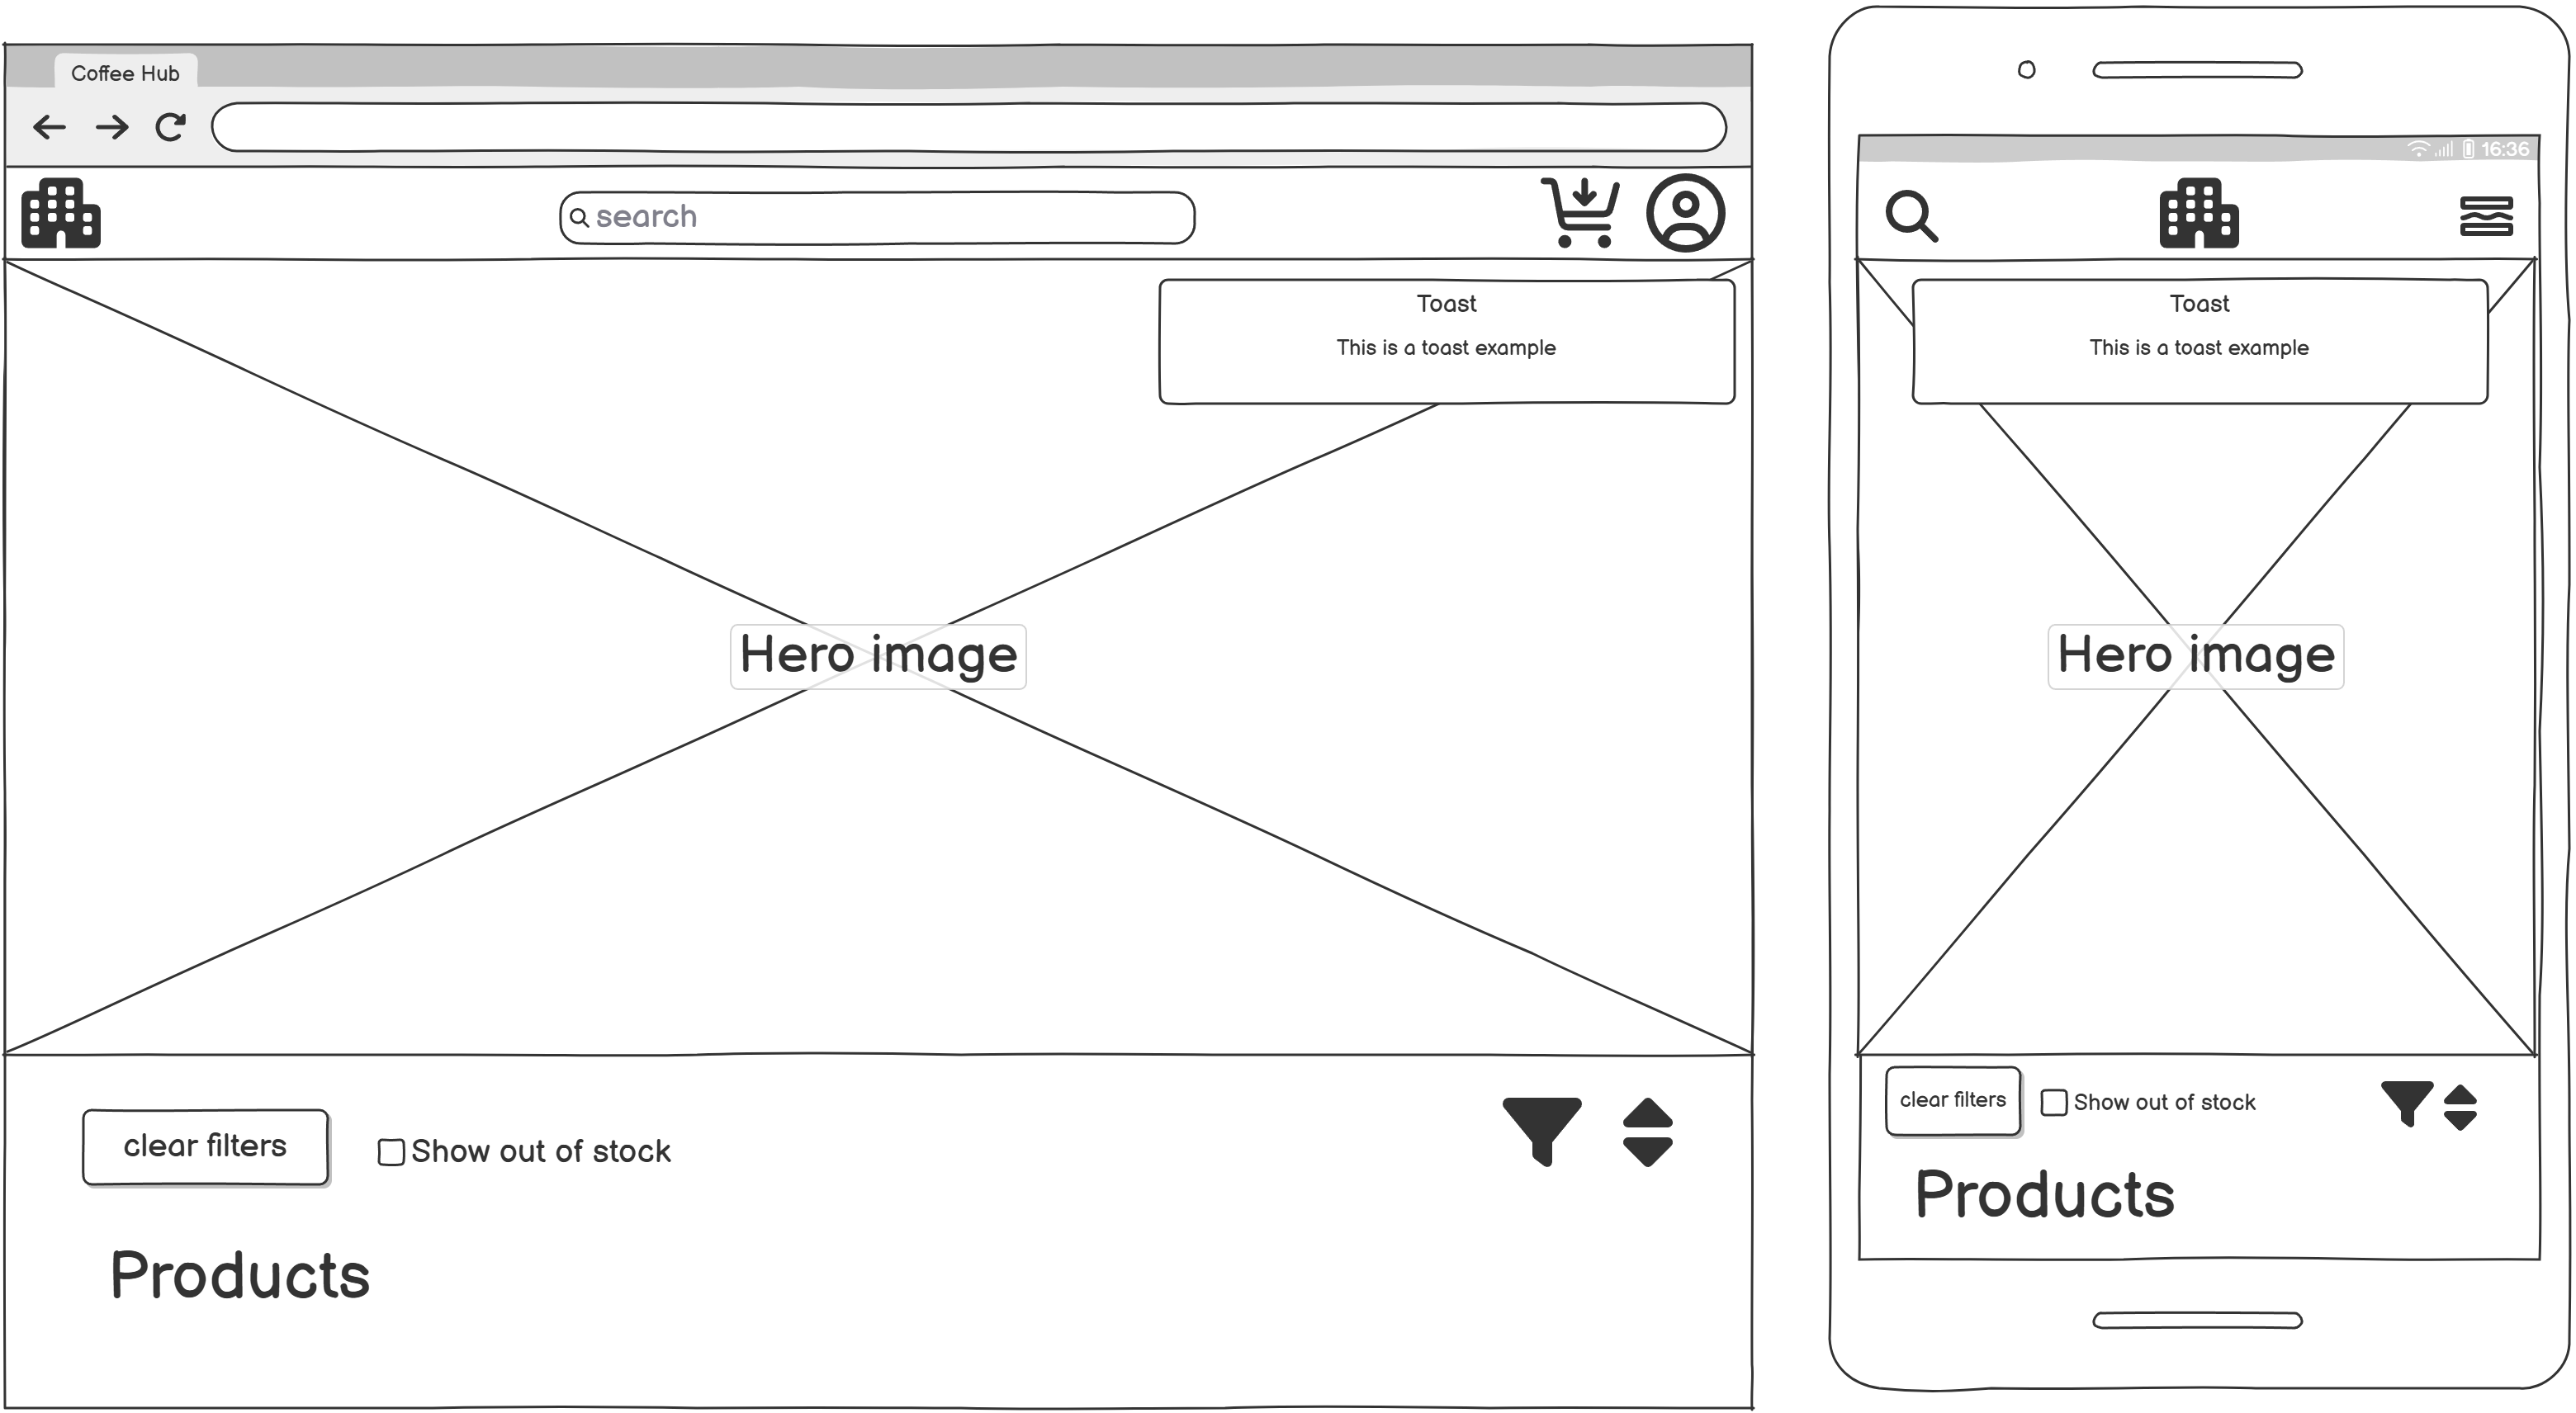 Coffee Hub
search
Toast
This is a toast example
Hero image
clear filters
Show out of stock
Products
16:36
Toast
This is a toast example
Hero image
clear filters
Show out of stock
Products